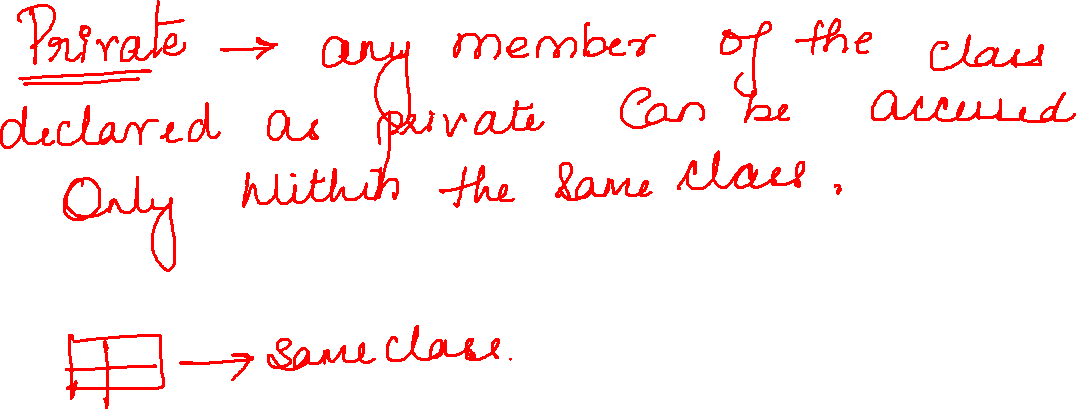 Private → any member of the class
declared as private Can be accessed
Only Within the Same class.
→ Same class.